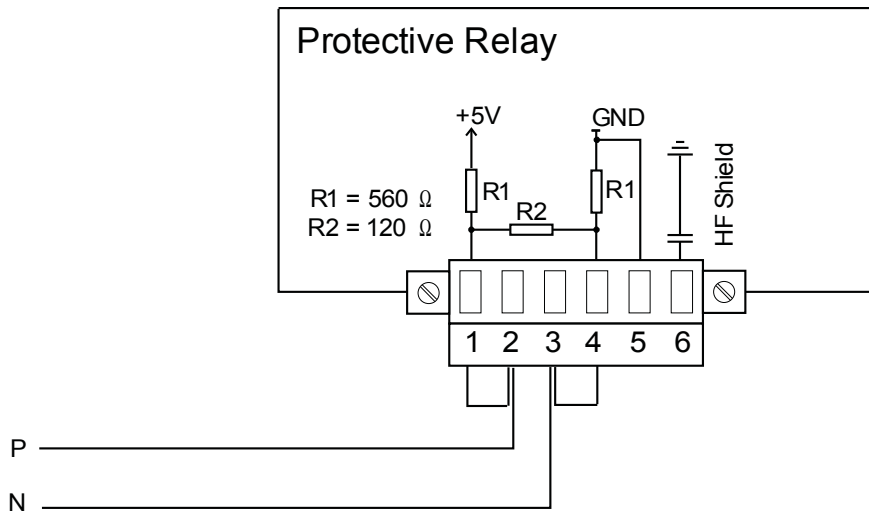 Protective Relay
+5V
GND
R1 = 560 Ω
R2 = 120 Ω
R1
R2
R1
HF Shield
1 2 3 4 5 6
P
N